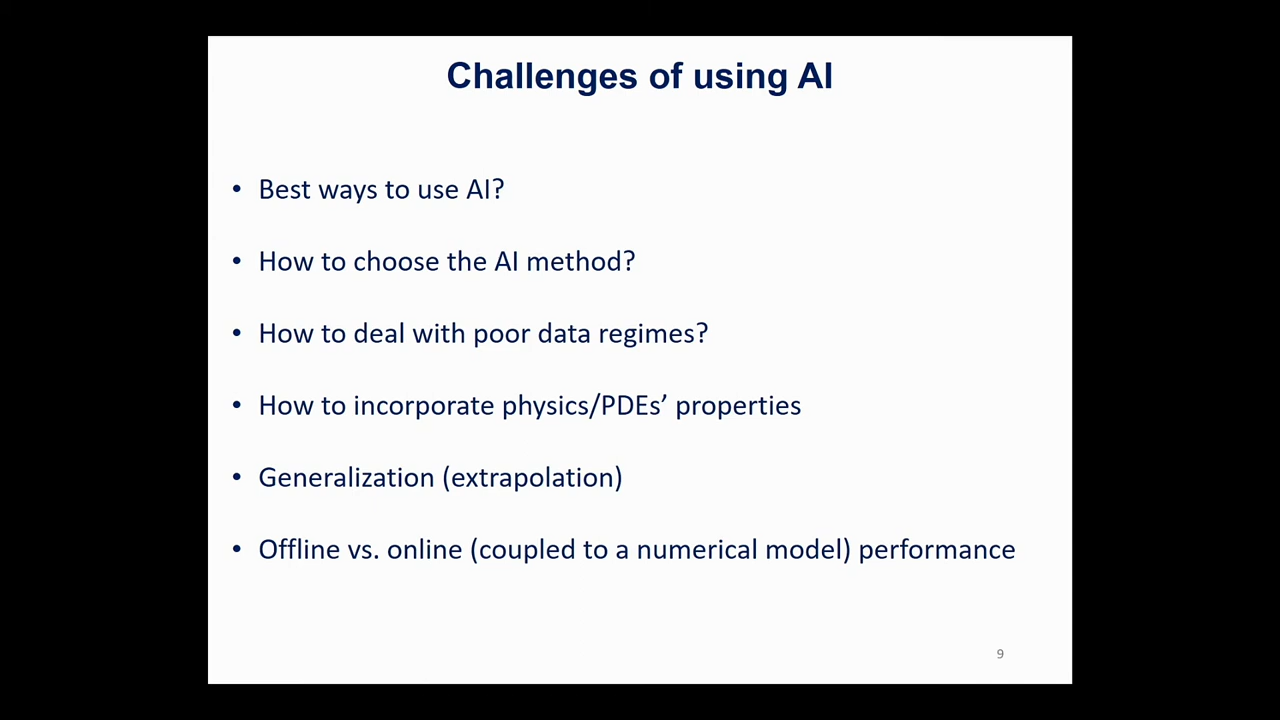 Challenges of using AI
• Best ways to use AI?
• How to choose the AI method?
• How to deal with poor data regimes?
• How to incorporate physics/PDEs’ properties
• Generalization (extrapolation)
• Offline vs. online (coupled to a numerical model) performance
9